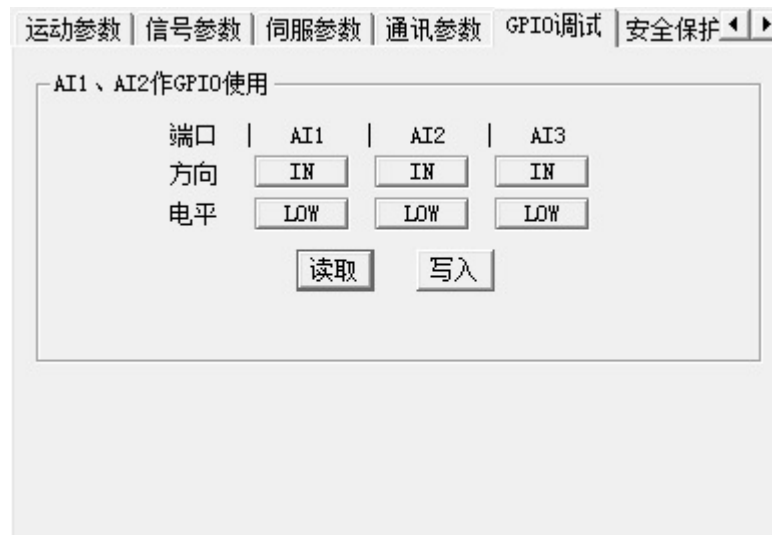 运动参数 信号参数 伺服参数 通讯参数 GPIO调试 安全保护
AI1、AI2作GPIO使用
端口 | AI1 | AI2 | AI3
方向 IN IN IN
电平 LOW LOW LOW
读取 写入